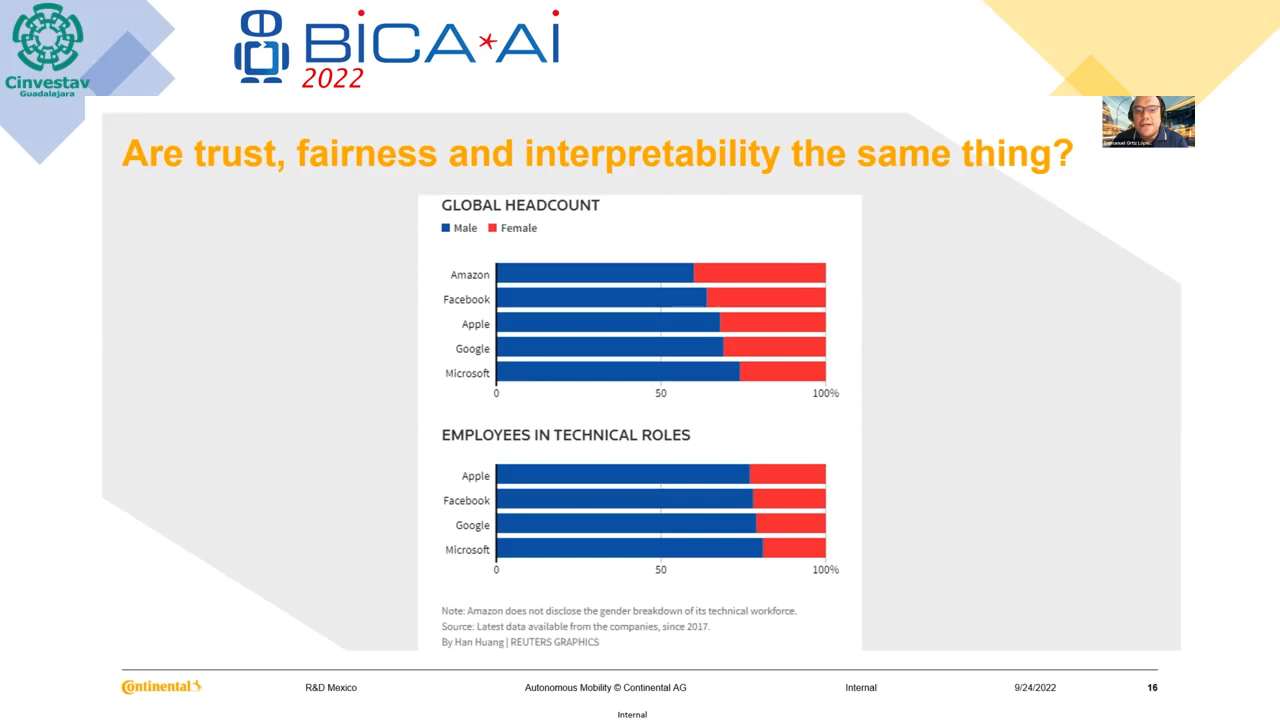 Cinvestav
Guadalajara
BiCA*Ai
2022
Are trust, fairness and interpretability the same thing?
GLOBAL HEADCOUNT
Male Female
Amazon
Facebook
Apple
Google
Microsoft
0 50 100%
EMPLOYEES IN TECHNICAL ROLES
Apple
Facebook
Google
Microsoft
0 50 100%
Note: Amazon does not disclose the gender breakdown of its technical workforce.
Source: Latest data available from the companies, since 2017.
By Han Huang | REUTERS GRAPHICS
Continental R&D Mexico Autonomous Mobility © Continental AG Internal 9/24/2022 16
Internal